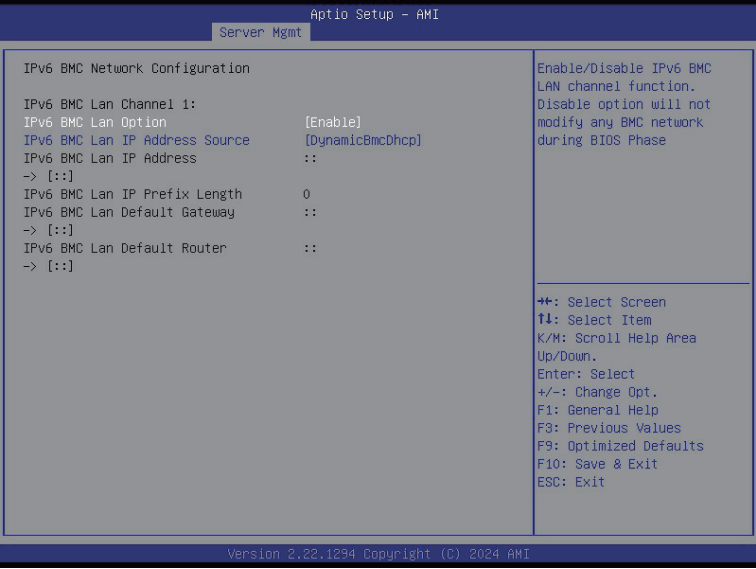 Aptio Setup - AMI
Server Mgmt
IPv6 BMC Network Configuration
IPv6 BMC Lan Channel 1:
IPv6 BMC Lan Option [Enable]
IPv6 BMC Lan IP Address Source [DynamicBmcDhcp]
IPv6 BMC Lan IP Address ::
-> [::]
IPv6 BMC Lan IP Prefix Length 0
IPv6 BMC Lan Default Gateway ::
-> [::]
IPv6 BMC Lan Default Router ::
-> [::]
Enable/Disable IPv6 BMC
LAN channel function.
Disable option will not
modify any BMC network
during BIOS Phase
→←: Select Screen
↑↓: Select Item
K/M: Scroll Help Area
Up/Down.
Enter: Select
+/-: Change Opt.
F1: General Help
F3: Previous Values
F9: Optimized Defaults
F10: Save & Exit
ESC: Exit
Version 2.22.1294 Copyright (C) 2024 AMI